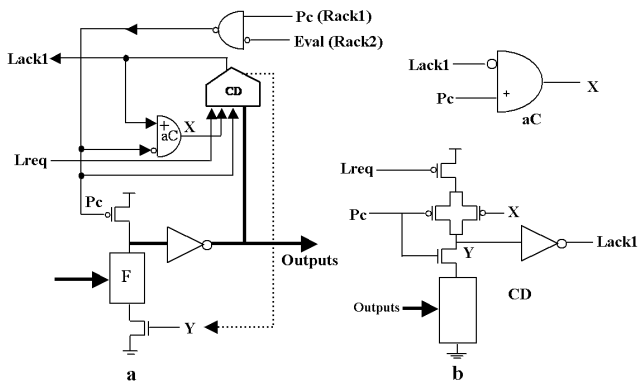 Pc (Rack1)
Eval (Rack2)
Lack1
CD
+
aC
X
Lreq
Pc
F
Outputs
Y
a
Lack1
Pc
+
aC
X
Lreq
Pc
X
Y
Lack1
Outputs
CD
b